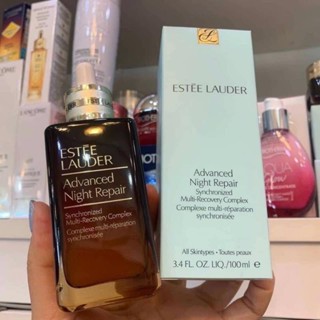 ESTĒE LAUDER
Advanced
Night Repair
Synchronized
Multi-Recovery Complex
Complexe multi-réparation
synchronisée
All Skintypes • Toutes peaux
3.4 FL. OZ. LIQ./100ml ℮
ESTĒE
LAUDER
Advanced
Night Repair
Synchronized
Multi-Recovery Complex
Complexe multi-réparation
synchronisée